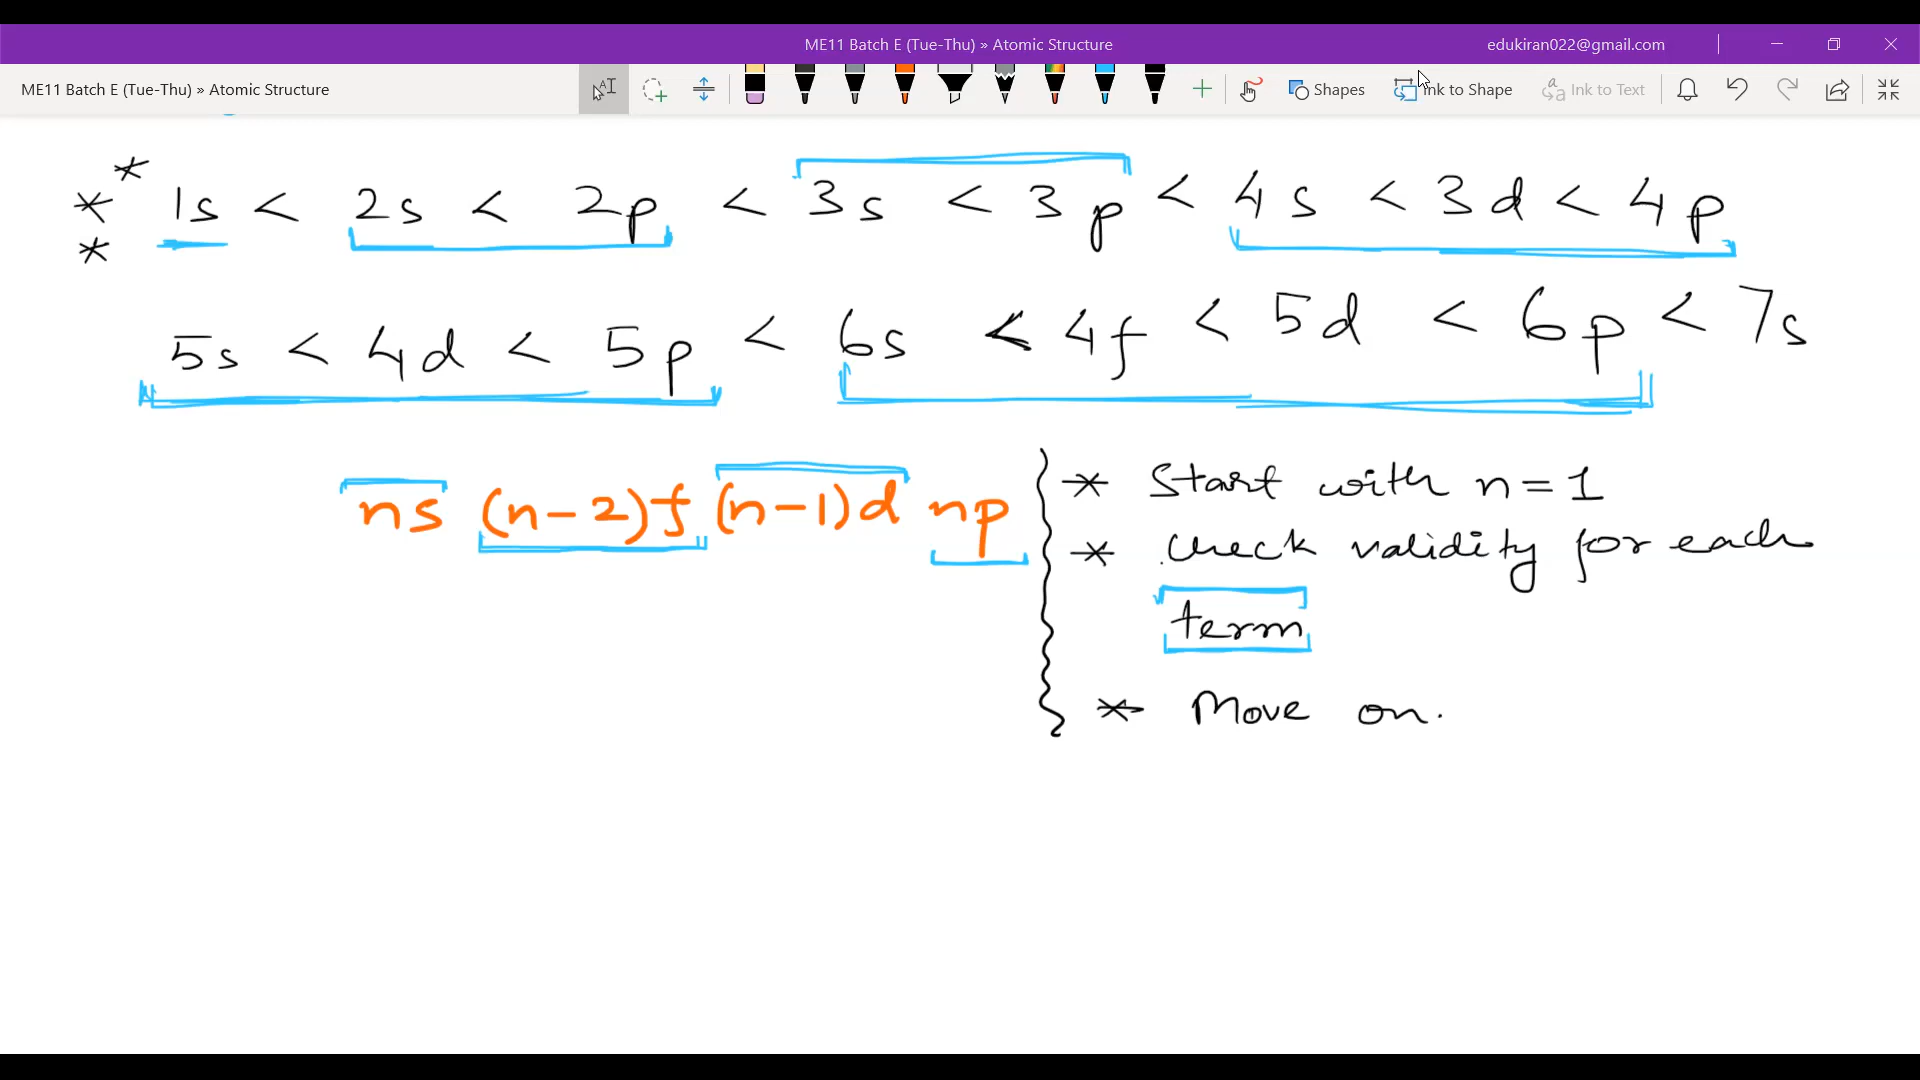 ME11 Batch E (Tue-Thu) » Atomic Structure edukiran022@gmail.com
ME11 Batch E (Tue-Thu) » Atomic Structure Shapes Ink to Shape Ink to Text
* * 1s < 2s < 2p < 3s < 3p < 4s < 3d < 4p
*
5s < 4d < 5p < 6s < 4f < 5d < 6p < 7s
ns (n-2)f (n-1)d np
* Start with n = 1
* Check validity for each
term
* Move on.